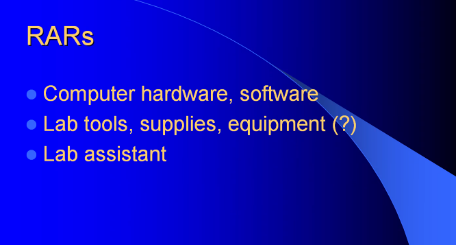 RARs
Computer hardware, software
Lab tools, supplies, equipment (?)
Lab assistant